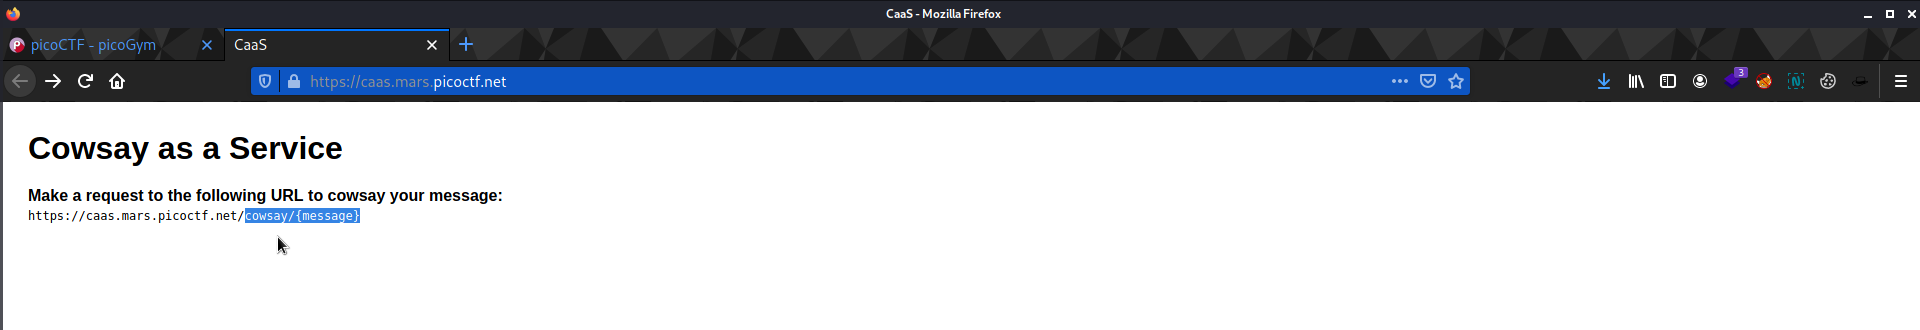 CaaS - Mozilla Firefox
picoCTF - picoGym
CaaS
https://caas.mars.picoctf.net
3
Cowsay as a Service
Make a request to the following URL to cowsay your message:
https://caas.mars.picoctf.net/cowsay/{message}